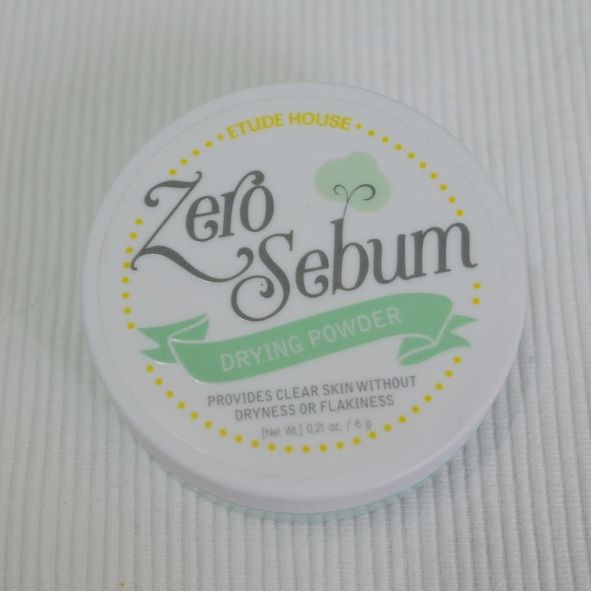 ETUDE HOUSE
Zero
Sebum
DRYING POWDER
PROVIDES CLEAR SKIN WITHOUT
DRYNESS OR FLAKINESS
[Net Wt.] 0,21 oz. / 6 g